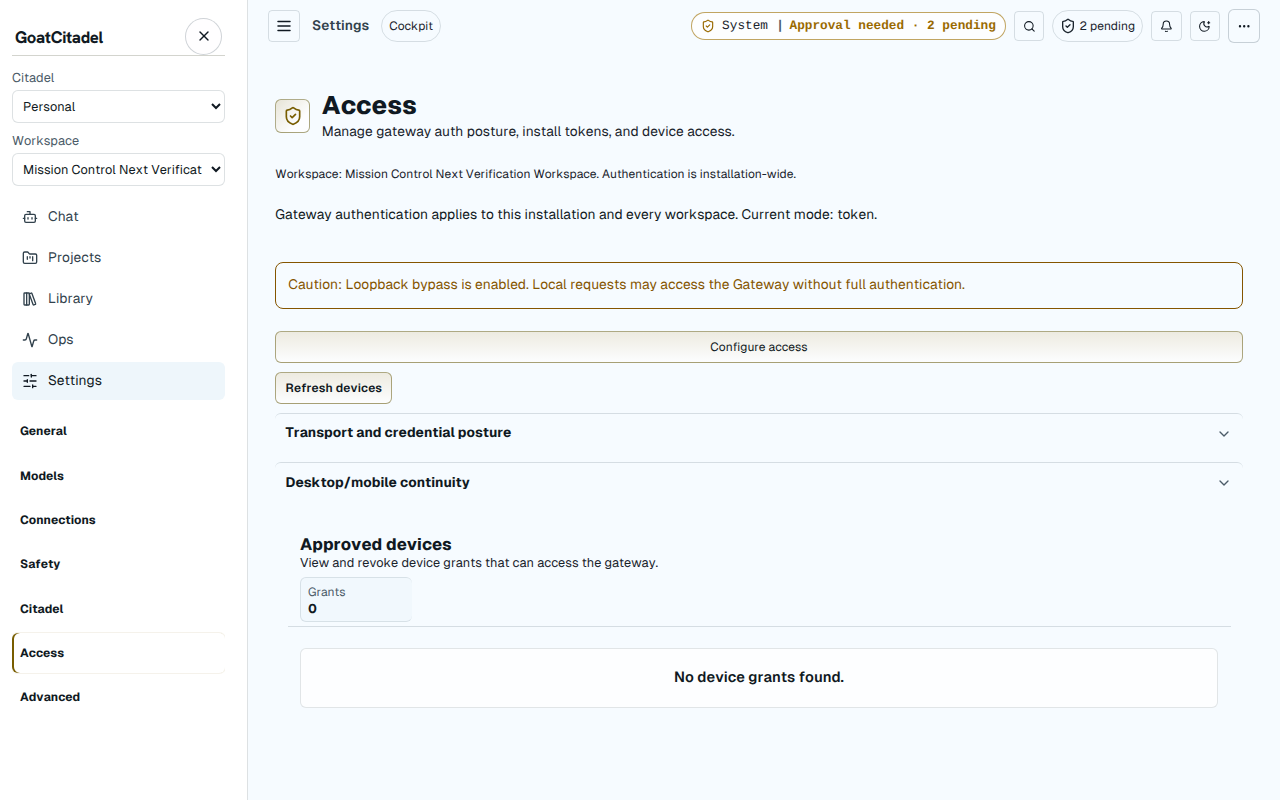 GoatCitadel
Citadel
Personal
Workspace
Mission Control Next Verificat
Chat
Projects
Library
Ops
Settings
General
Models
Connections
Safety
Citadel
Access
Advanced
Settings
Cockpit
System | Approval needed · 2 pending
2 pending
Access
Manage gateway auth posture, install tokens, and device access.
Workspace: Mission Control Next Verification Workspace. Authentication is installation-wide.
Gateway authentication applies to this installation and every workspace. Current mode: token.
Caution: Loopback bypass is enabled. Local requests may access the Gateway without full authentication.
Configure access
Refresh devices
Transport and credential posture
Desktop/mobile continuity
Approved devices
View and revoke device grants that can access the gateway.
Grants
0
No device grants found.